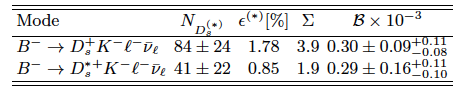 Mode N_{D_s^{(*)}} ϵ^{(*)}[%] Σ 𝓑 × 10^{-3}
B^- → D_s^+ K^- ℓ^- ν̄_ℓ 84 ± 24 1.78 3.9 0.30 ± 0.09^{+0.11}_{-0.08}
B^- → D_s^{*+} K^- ℓ^- ν̄_ℓ 41 ± 22 0.85 1.9 0.29 ± 0.16^{+0.11}_{-0.10}